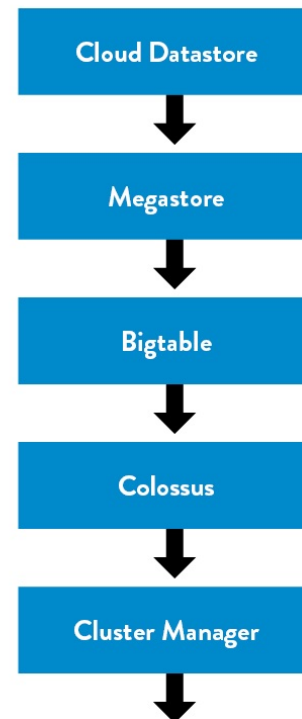 Cloud Datastore
Megastore
Bigtable
Colossus
Cluster Manager